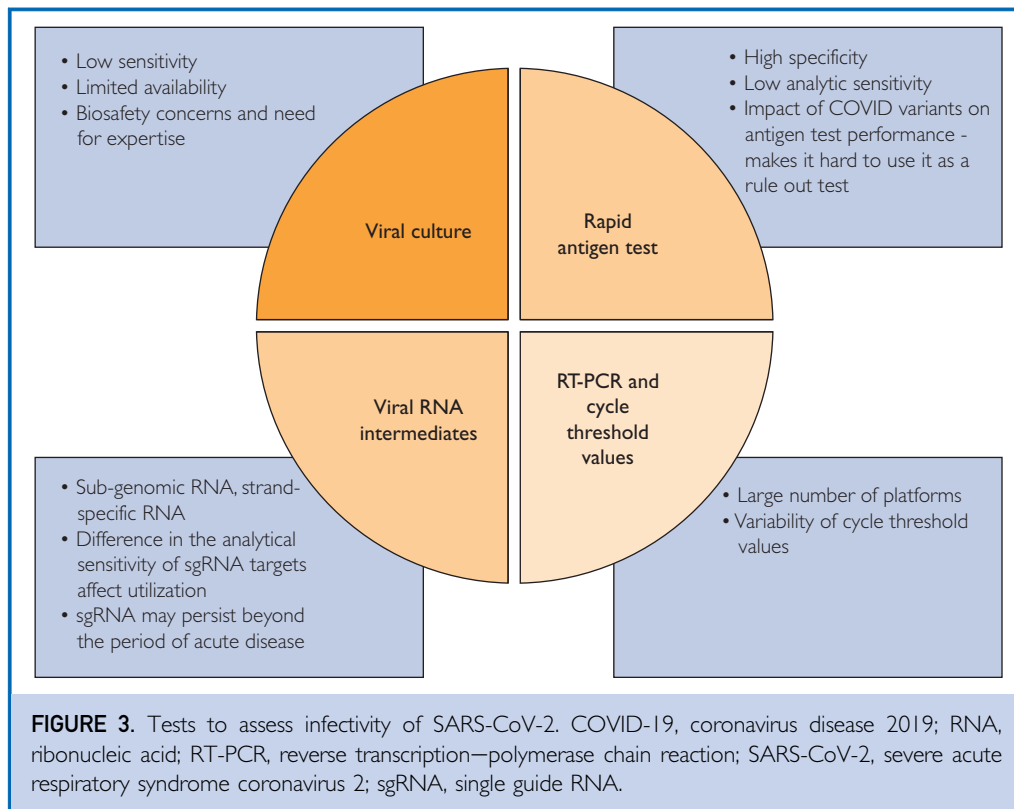 • Low sensitivity
• Limited availability
• Biosafety concerns and need
for expertise
• High specificity
• Low analytic sensitivity
• Impact of COVID variants on
antigen test performance -
makes it hard to use it as a
rule out test
Viral culture
Rapid
antigen test
Viral RNA
intermediates
RT-PCR and
cycle
threshold
values
• Sub-genomic RNA, strand-
specific RNA
• Difference in the analytical
sensitivity of sgRNA targets
affect utilization
• sgRNA may persist beyond
the period of acute disease
• Large number of platforms
• Variability of cycle threshold
values
FIGURE 3. Tests to assess infectivity of SARS-CoV-2. COVID-19, coronavirus disease 2019; RNA,
ribonucleic acid; RT-PCR, reverse transcription—polymerase chain reaction; SARS-CoV-2, severe acute
respiratory syndrome coronavirus 2; sgRNA, single guide RNA.